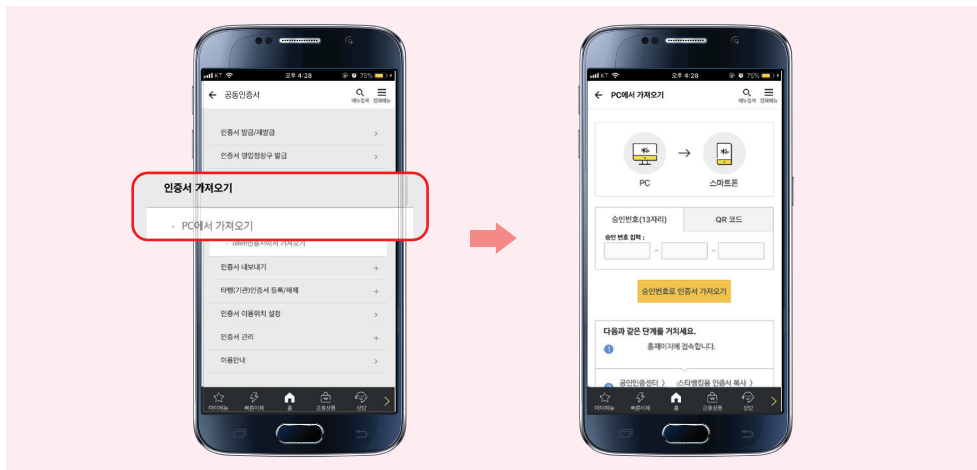 KT 오후 4:28 75%
공동인증서
메뉴검색 전체메뉴
인증서 발급/재발급
인증서 영업점창구 발급
인증서 가져오기
- PC에서 가져오기
인증서에서 가져오기
인증서 내보내기
타행(기관)인증서 등록/해제
인증서 이용위치 설정
인증서 관리
이용안내
마이메뉴 빠른이체 홈 금융상품 상담
KT 오후 4:28 75%
PC에서 가져오기
메뉴검색 전체메뉴
PC 스마트폰
승인번호(13자리) QR 코드
승인 번호 입력 :
- -
승인번호로 인증서 가져오기
다음과 같은 단계를 거치세요.
1 홈페이지에 접속합니다.
공인인증센터 > 스타뱅킹용 인증서 복사 >
마이메뉴 빠른이체 홈 금융상품 상담